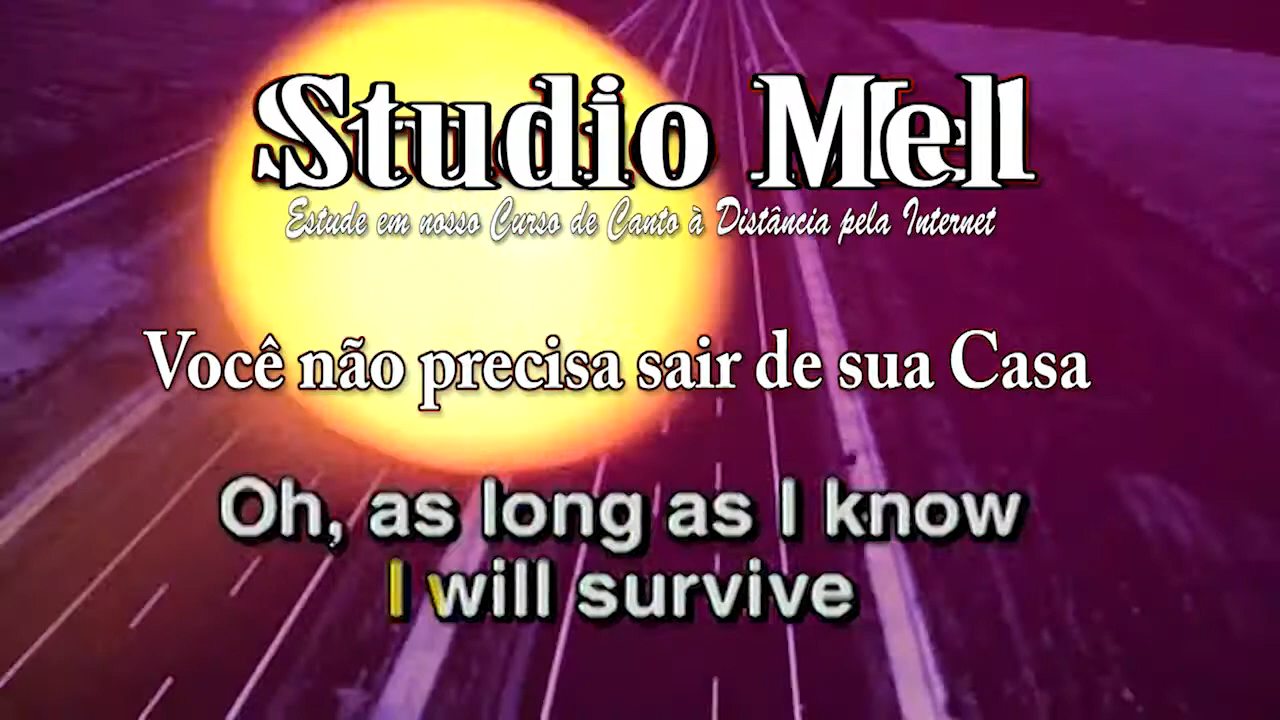 Studio Mell
Estude em nosso Curso de Canto à Distância pela Internet
Você não precisa sair de sua Casa
Oh, as long as I know
I will survive